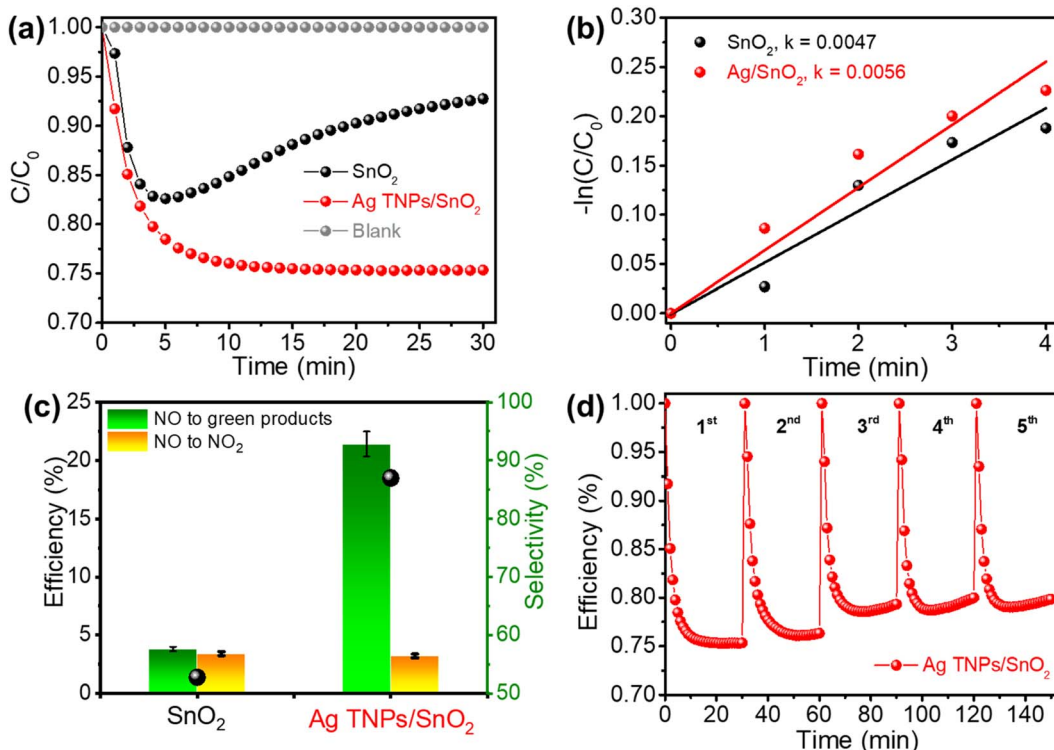 (a)
1.00
0.95
0.90
0.85
0.80
0.75
0.70
C/C₀
SnO₂
Ag TNPs/SnO₂
Blank
0 5 10 15 20 25 30
Time (min)
(b)
0.30
0.25
0.20
0.15
0.10
0.05
0.00
-ln(C/C₀)
SnO₂, k = 0.0047
Ag/SnO₂, k = 0.0056
0 1 2 3 4
Time (min)
(c)
25
20
15
10
5
0
Efficiency (%)
NO to green products
NO to NO₂
100
90
80
70
60
50
Selectivity (%)
SnO₂ Ag TNPs/SnO₂
(d)
1.00
0.95
0.90
0.85
0.80
0.75
0.70
Efficiency (%)
1ˢᵗ 2ⁿᵈ 3ʳᵈ 4ᵗʰ 5ᵗʰ
Ag TNPs/SnO₂
0 20 40 60 80 100 120 140
Time (min)